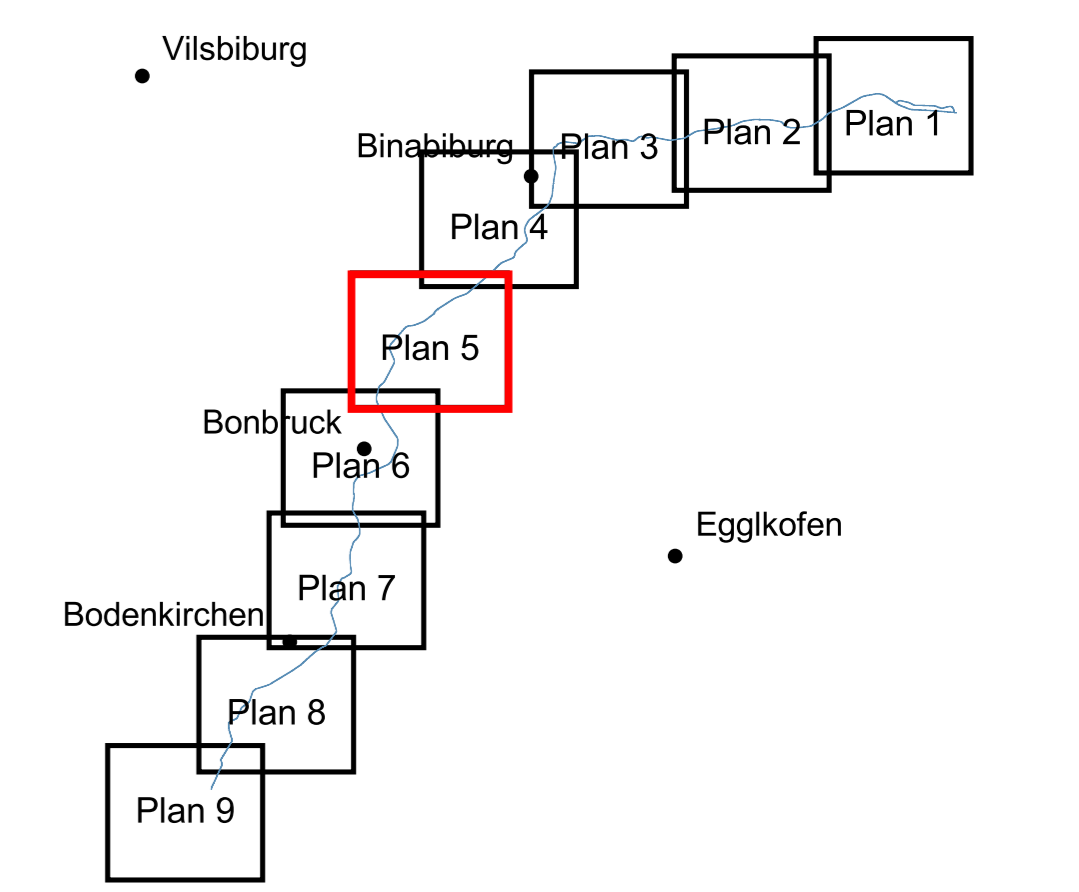 Vilsbiburg
Plan 1
Plan 2
Plan 3
Binabiburg
Plan 4
Plan 5
Bonbruck
Plan 6
Egglkofen
Plan 7
Bodenkirchen
Plan 8
Plan 9